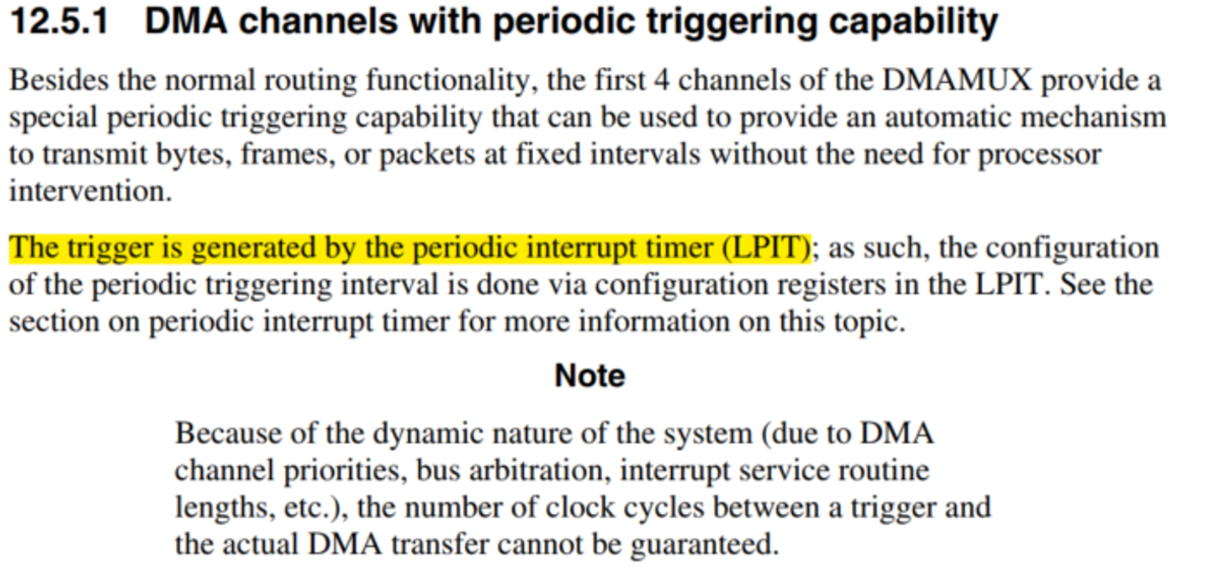 12.5.1 DMA channels with periodic triggering capability
Besides the normal routing functionality, the first 4 channels of the DMAMUX provide a
special periodic triggering capability that can be used to provide an automatic mechanism
to transmit bytes, frames, or packets at fixed intervals without the need for processor
intervention.
The trigger is generated by the periodic interrupt timer (LPIT); as such, the configuration
of the periodic triggering interval is done via configuration registers in the LPIT. See the
section on periodic interrupt timer for more information on this topic.
Note
Because of the dynamic nature of the system (due to DMA
channel priorities, bus arbitration, interrupt service routine
lengths, etc.), the number of clock cycles between a trigger and
the actual DMA transfer cannot be guaranteed.